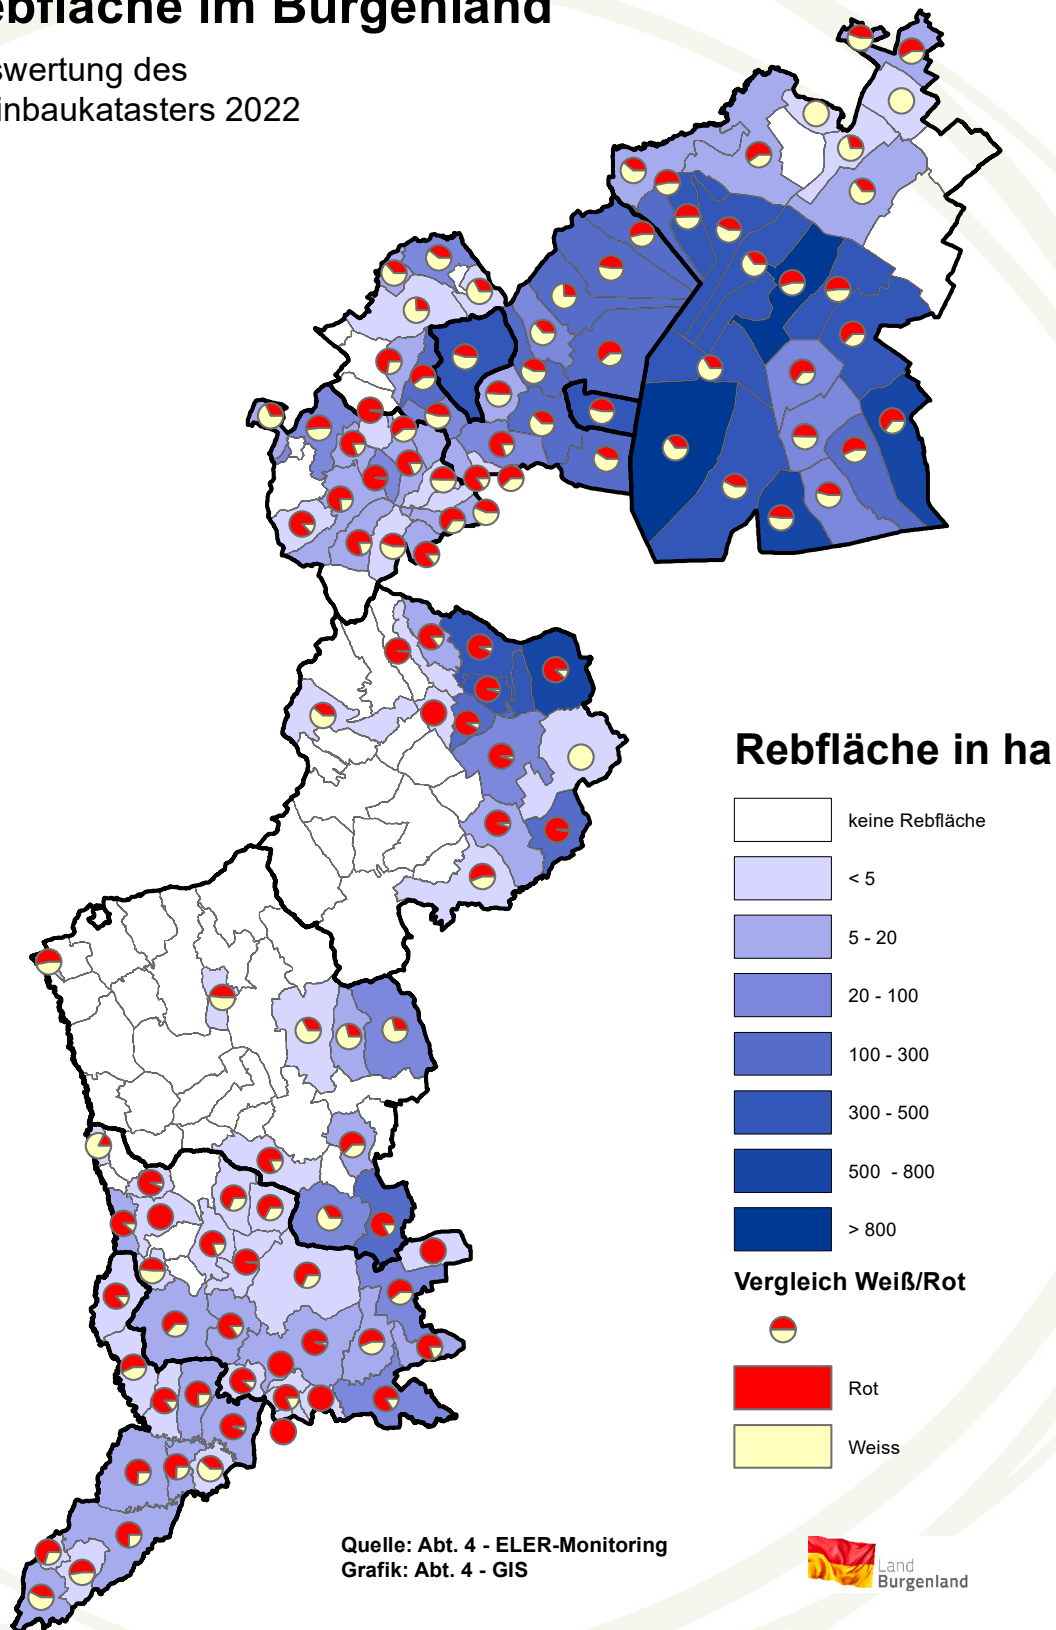 ebfläche im Burgenland
swertung des
inbaukatasters 2022
Rebfläche in ha
keine Rebfläche
< 5
5 - 20
20 - 100
100 - 300
300 - 500
500 - 800
> 800
Vergleich Weiß/Rot
Rot
Weiss
Quelle: Abt. 4 - ELER-Monitoring
Grafik: Abt. 4 - GIS
Land
Burgenland